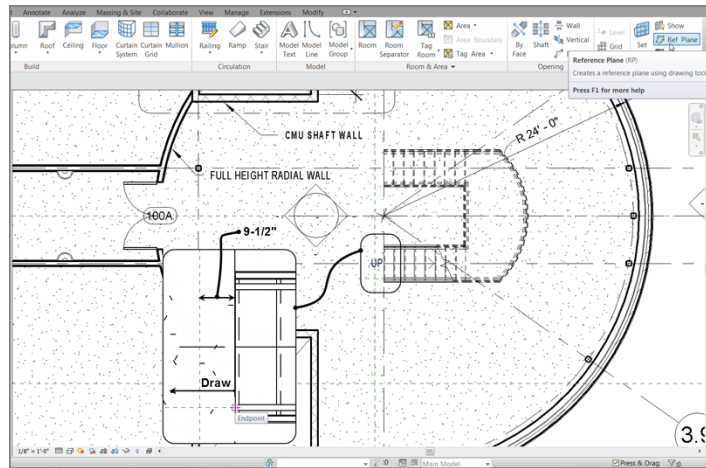 Annotate Analyze Massing & Site Collaborate View Manage Extensions Modify
olumn Roof Ceiling Floor Curtain System Curtain Grid Mullion Railing Ramp Stair Model Text Model Line Model Group Room Room Separator Tag Room Area By Face Shaft Wall Level Set Show
Area Boundary Vertical Grid Ref Plane
Tag Area
Build Circulation Model Room & Area Opening
Reference Plane (RP)
Creates a reference plane using drawing tool
Press F1 for more help
R 24' - 0"
CMU SHAFT WALL
FULL HEIGHT RADIAL WALL
100A
9-1/2"
UP
Draw
Endpoint
3.9
1/8" = 1'-0"
:0 Main Model Press & Drag :0